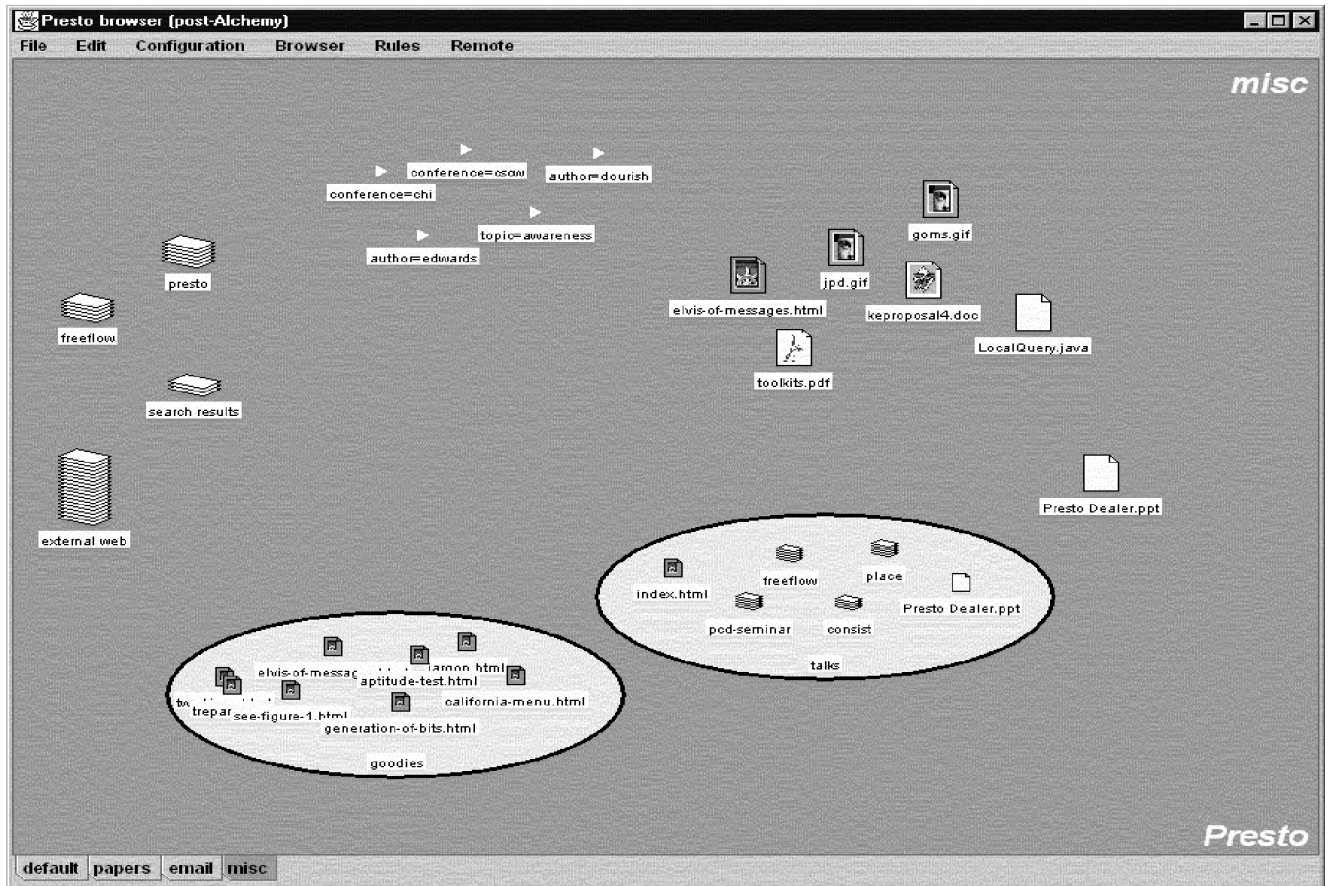 Presto browser (post-Alchemy)
File Edit Configuration Browser Rules Remote
misc
conference=cscw
author=dourish
conference=chi
topic=awareness
author=edwards
presto
freeflow
search results
external web
goms.gif
jpd.gif
elvis-of-messages.html
keproposal4.doc
LocalQuery.java
toolkits.pdf
Presto Dealer.ppt
index.html
freeflow
place
Presto Dealer.ppt
pcd-seminar
consist
talks
elvis-of-messag
jargon.html
aptitude-test.html
california-menu.html
trepar
see-figure-1.html
generation-of-bits.html
goodies
Presto
default papers email misc